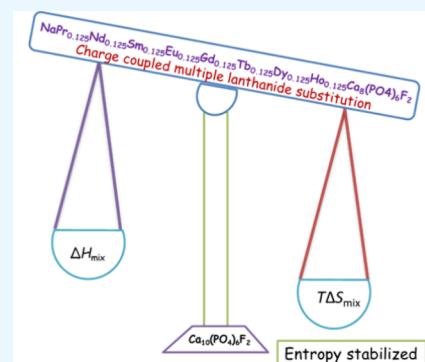 NaPr₀.₁₂₅Nd₀.₁₂₅Sm₀.₁₂₅Eu₀.₁₂₅Gd₀.₁₂₅Tb₀.₁₂₅Dy₀.₁₂₅Ho₀.₁₂₅Ca₈(PO4)₆F₂
Charge coupled multiple lanthanide substitution
ΔHₘᵢₓ
TΔSₘᵢₓ
Ca₁₀(PO₄)₆F₂
Entropy stabilized